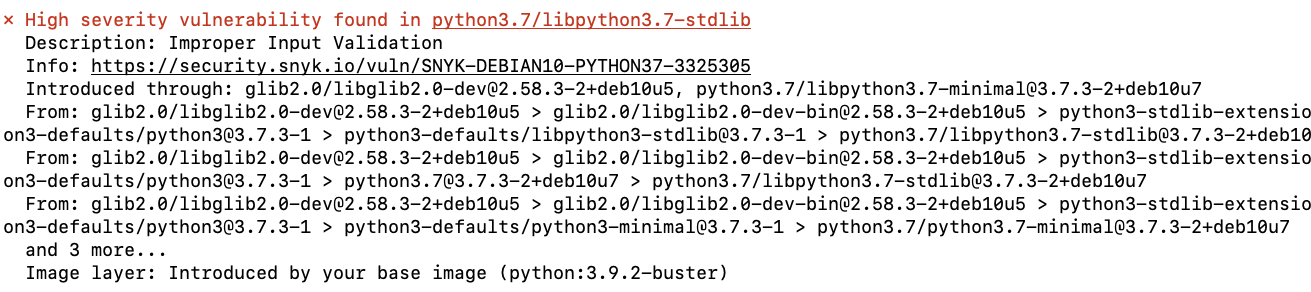 × High severity vulnerability found in python3.7/libpython3.7-stdlib
Description: Improper Input Validation
Info: https://security.snyk.io/vuln/SNYK-DEBIAN10-PYTHON37-3325305
Introduced through: glib2.0/libglib2.0-dev@2.58.3-2+deb10u5, python3.7/libpython3.7-minimal@3.7.3-2+deb10u7
From: glib2.0/libglib2.0-dev@2.58.3-2+deb10u5 > glib2.0/libglib2.0-dev-bin@2.58.3-2+deb10u5 > python3-stdlib-extensio
on3-defaults/python3@3.7.3-1 > python3-defaults/libpython3-stdlib@3.7.3-1 > python3.7/libpython3.7-stdlib@3.7.3-2+deb10
From: glib2.0/libglib2.0-dev@2.58.3-2+deb10u5 > glib2.0/libglib2.0-dev-bin@2.58.3-2+deb10u5 > python3-stdlib-extensio
on3-defaults/python3@3.7.3-1 > python3.7@3.7.3-2+deb10u7 > python3.7/libpython3.7-stdlib@3.7.3-2+deb10u7
From: glib2.0/libglib2.0-dev@2.58.3-2+deb10u5 > glib2.0/libglib2.0-dev-bin@2.58.3-2+deb10u5 > python3-stdlib-extensio
on3-defaults/python3@3.7.3-1 > python3-defaults/python3-minimal@3.7.3-1 > python3.7/python3.7-minimal@3.7.3-2+deb10u7
and 3 more...
Image layer: Introduced by your base image (python:3.9.2-buster)